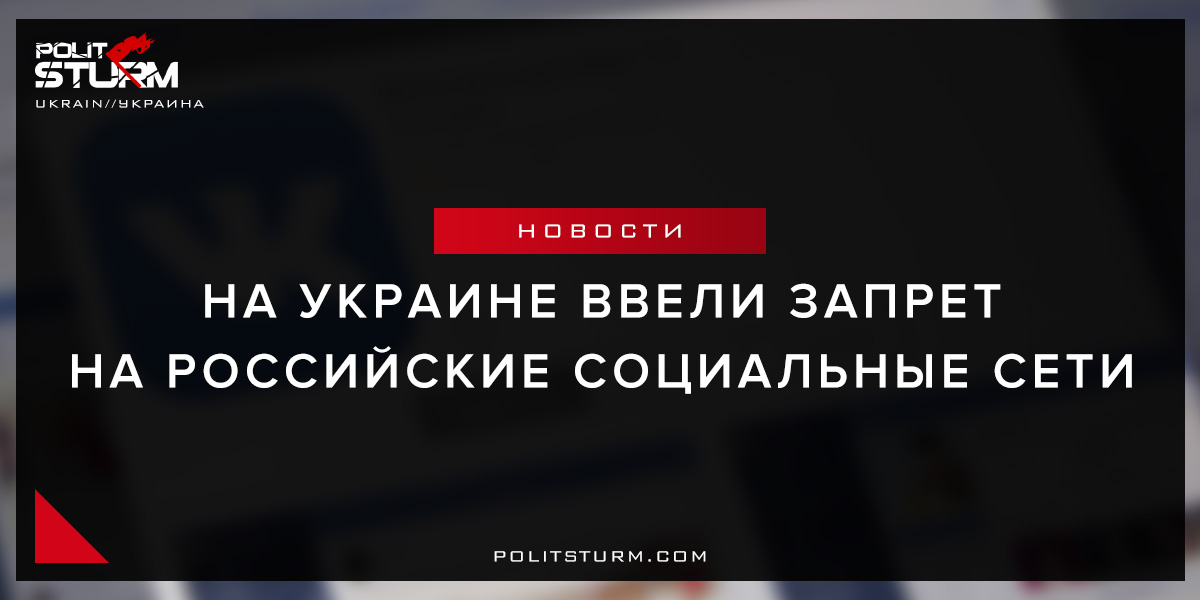 POLIT
STURM
UKRAIN//УКРАИНА
НОВОСТИ
НА УКРАИНЕ ВВЕЛИ ЗАПРЕТ
НА РОССИЙСКИЕ СОЦИАЛЬНЫЕ СЕТИ
POLITSTURM.COM